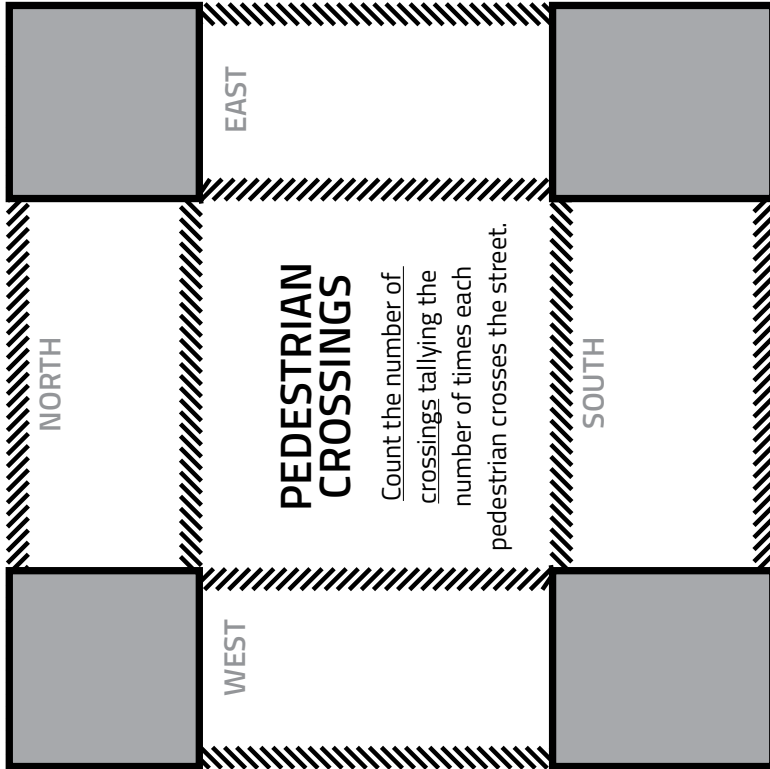 NORTH
WEST
EAST
PEDESTRIAN
CROSSINGS
Count the number of
crossings tallying the
number of times each
pedestrian crosses the street.
SOUTH